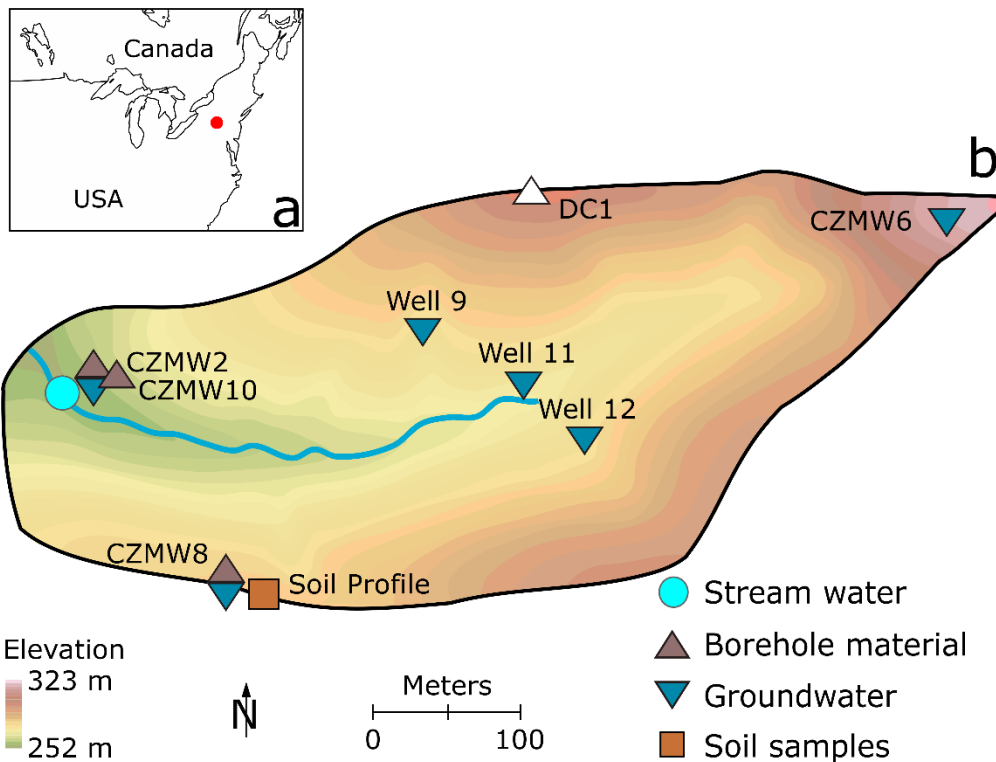 Canada
USA
a
b
DC1
CZMW6
Well 9
Well 11
Well 12
CZMW2
CZMW10
CZMW8
Soil Profile
Stream water
Borehole material
Groundwater
Soil samples
Elevation
323 m
252 m
N
Meters
0 100